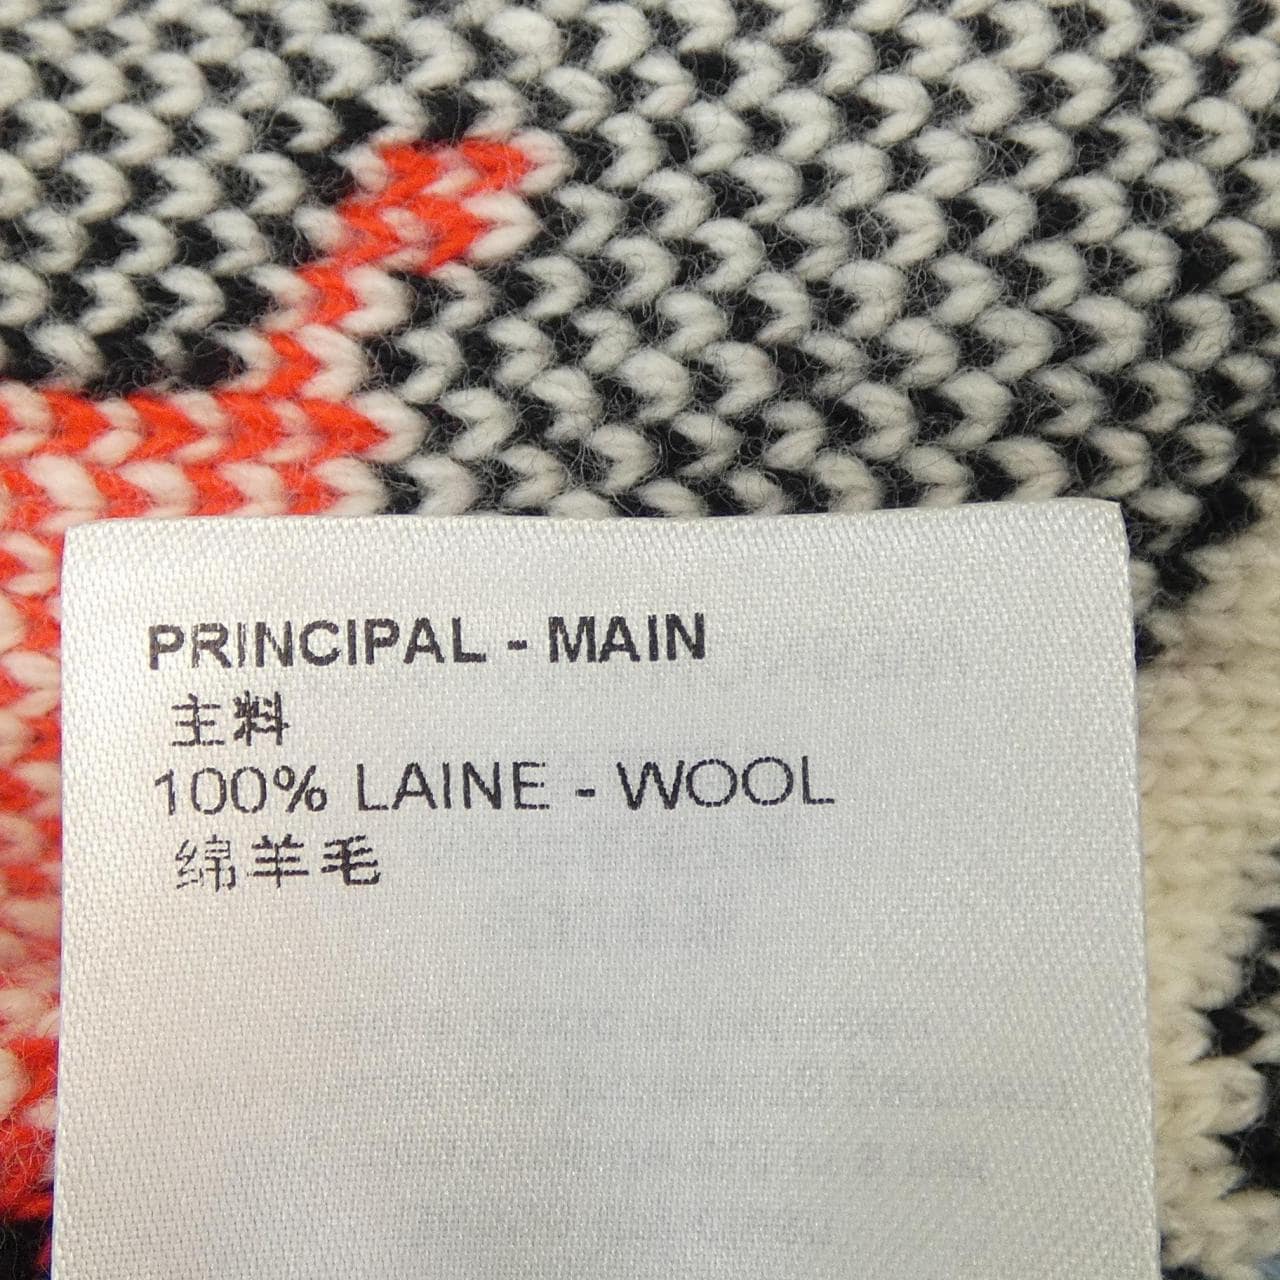 PRINCIPAL - MAIN
主料
100% LAINE - WOOL
绵羊毛